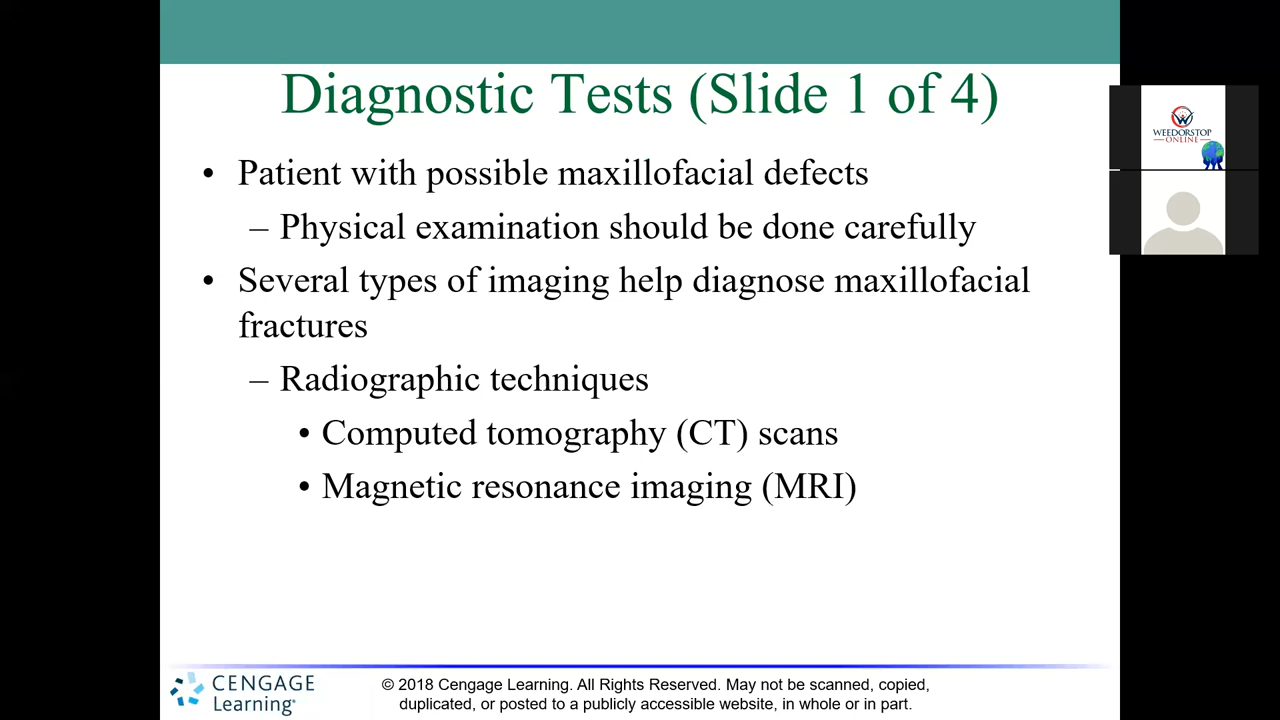 Diagnostic Tests (Slide 1 of 4)
• Patient with possible maxillofacial defects
– Physical examination should be done carefully
• Several types of imaging help diagnose maxillofacial
fractures
– Radiographic techniques
• Computed tomography (CT) scans
• Magnetic resonance imaging (MRI)
WEEDORSTOP
ONLINE
CENGAGE
Learning®
© 2018 Cengage Learning. All Rights Reserved. May not be scanned, copied,
duplicated, or posted to a publicly accessible website, in whole or in part.